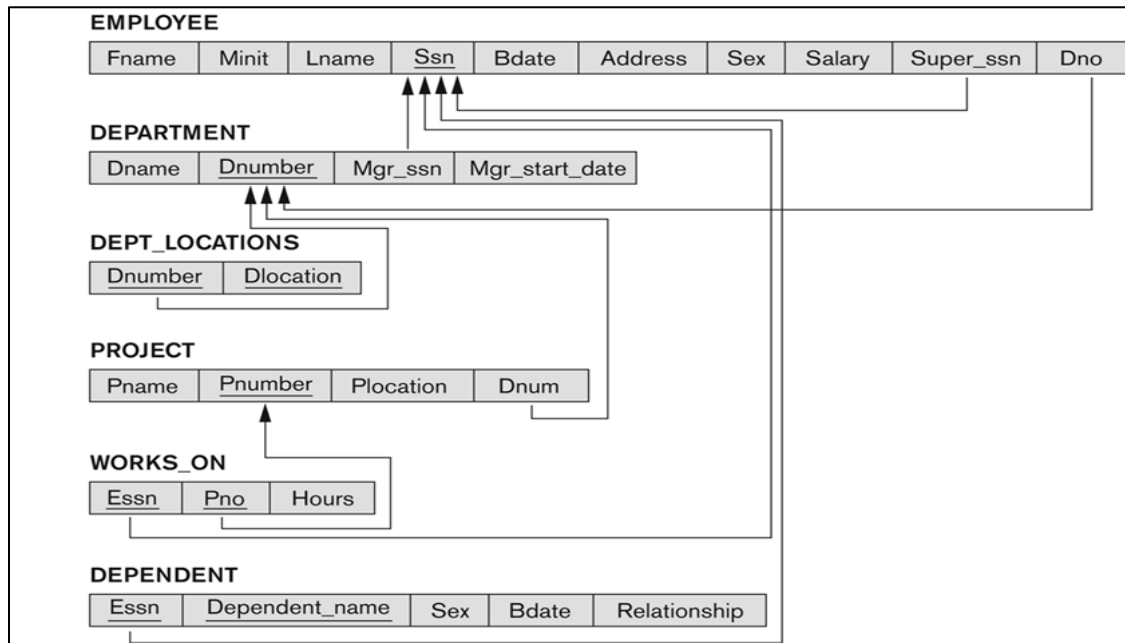 EMPLOYEE
Fname Minit Lname Ssn Bdate Address Sex Salary Super_ssn Dno
DEPARTMENT
Dname Dnumber Mgr_ssn Mgr_start_date
DEPT_LOCATIONS
Dnumber Dlocation
PROJECT
Pname Pnumber Plocation Dnum
WORKS_ON
Essn Pno Hours
DEPENDENT
Essn Dependent_name Sex Bdate Relationship